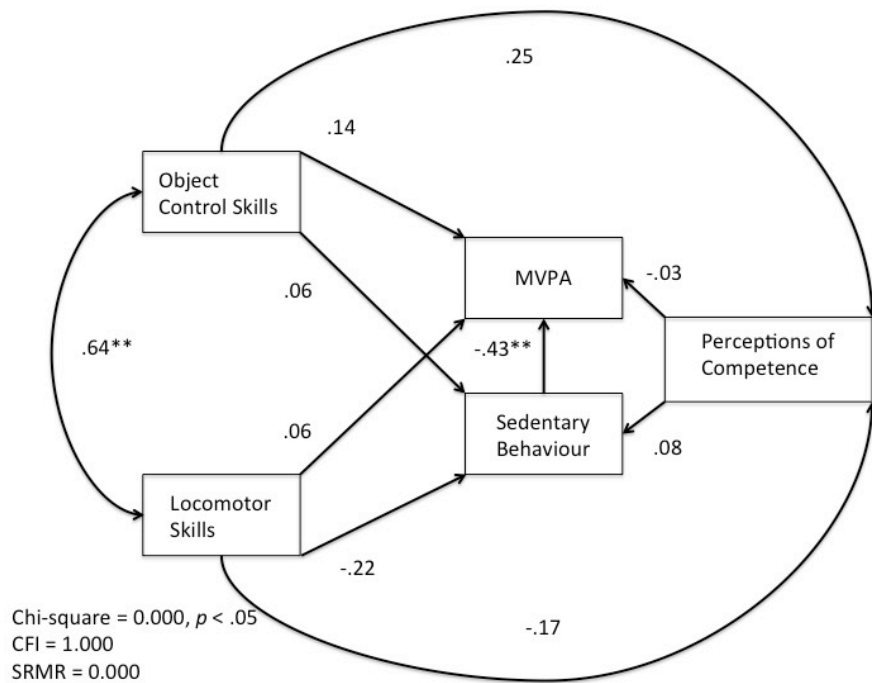 .25
.14
Object
Control Skills
MVPA
-.03
.06
.64**
-.43**
Perceptions of
Competence
.06
Sedentary
Behaviour
.08
Locomotor
Skills
-.22
-.17
Chi-square = 0.000, p < .05
CFI = 1.000
SRMR = 0.000